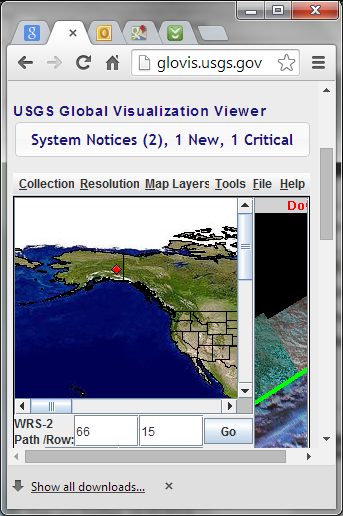 glovis.usgs.gov
USGS Global Visualization Viewer
System Notices (2), 1 New, 1 Critical
Collection Resolution Map Layers Tools File Help
Do
WRS-2
Path /Row: 66 15 Go
Show all downloads...